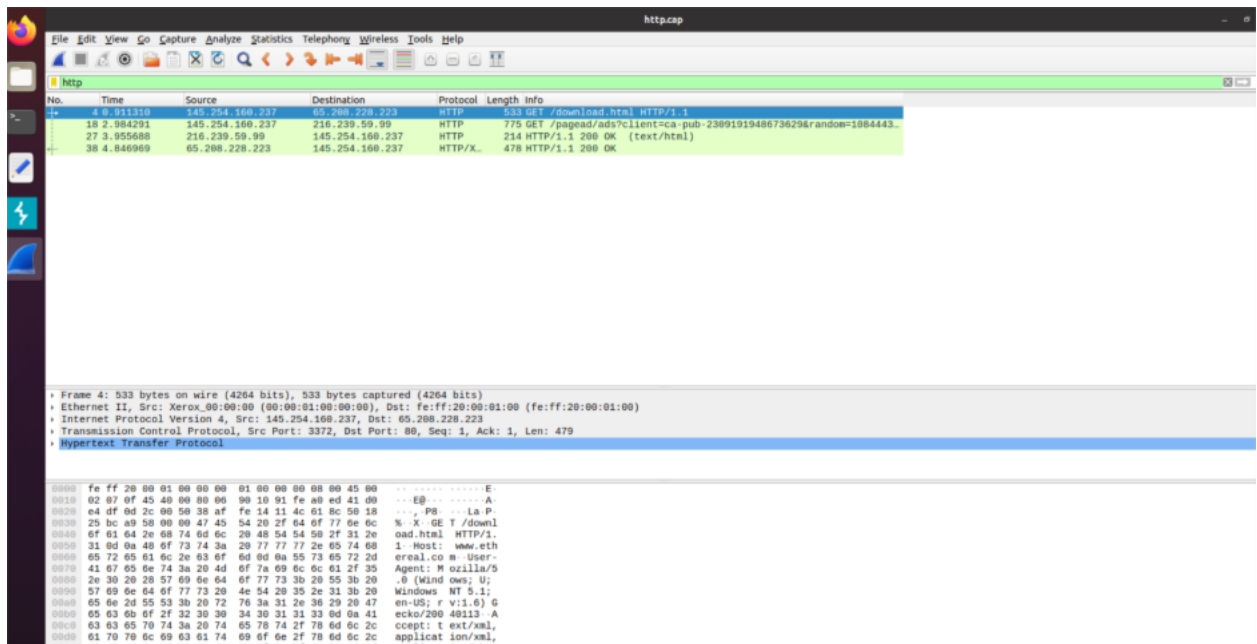 http.cap
File Edit View Go Capture Analyze Statistics Telephony Wireless Tools Help
http
No. Time Source Destination Protocol Length Info
4 0.911310 145.254.160.237 65.208.228.223 HTTP 533 GET /download.html HTTP/1.1
18 2.984291 145.254.160.237 216.239.59.99 HTTP 775 GET /pagead/ads?client=ca-pub-2309191948673629&random=1084443…
27 3.955688 216.239.59.99 145.254.160.237 HTTP 214 HTTP/1.1 200 OK (text/html)
38 4.846969 65.208.228.223 145.254.160.237 HTTP/X… 478 HTTP/1.1 200 OK
Frame 4: 533 bytes on wire (4264 bits), 533 bytes captured (4264 bits)
Ethernet II, Src: Xerox_00:00:00 (00:00:01:00:00:00), Dst: fe:ff:20:00:01:00 (fe:ff:20:00:01:00)
Internet Protocol Version 4, Src: 145.254.160.237, Dst: 65.208.228.223
Transmission Control Protocol, Src Port: 3372, Dst Port: 80, Seq: 1, Ack: 1, Len: 479
Hypertext Transfer Protocol
0000 fe ff 20 00 01 00 00 00 01 00 00 00 08 00 45 00 ·· ····· ······E·
0010 02 07 0f 45 40 00 80 06 90 10 91 fe a0 ed 41 d0 ···E@··· ······A·
0020 e4 df 0d 2c 00 50 38 af fe 14 11 4c 61 8c 50 18 ···,·P8· ···La·P·
0030 25 bc a9 58 00 00 47 45 54 20 2f 64 6f 77 6e 6c %··X··GE T /downl
0040 6f 61 64 2e 68 74 6d 6c 20 48 54 54 50 2f 31 2e oad.html HTTP/1.
0050 31 0d 0a 48 6f 73 74 3a 20 77 77 77 2e 65 74 68 1··Host: www.eth
0060 65 72 65 61 6c 2e 63 6f 6d 0d 0a 55 73 65 72 2d ereal.co m··User-
0070 41 67 65 6e 74 3a 20 4d 6f 7a 69 6c 6c 61 2f 35 Agent: M ozilla/5
0080 2e 30 20 28 57 69 6e 64 6f 77 73 3b 20 55 3b 20 .0 (Wind ows; U;
0090 57 69 6e 64 6f 77 73 20 4e 54 20 35 2e 31 3b 20 Windows NT 5.1;
00a0 65 6e 2d 55 53 3b 20 72 76 3a 31 2e 36 29 20 47 en-US; r v:1.6) G
00b0 65 63 6b 6f 2f 32 30 30 34 30 31 31 33 0d 0a 41 ecko/200 40113··A
00c0 63 63 65 70 74 3a 20 74 65 78 74 2f 78 6d 6c 2c ccept: t ext/xml,
00d0 61 70 70 6c 69 63 61 74 69 6f 6e 2f 78 6d 6c 2c applicat ion/xml,